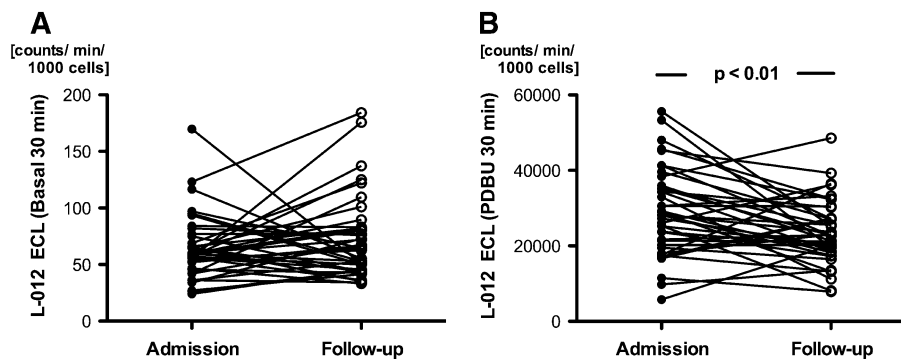 A
[counts/ min/
1000 cells]
L-012 ECL (Basal 30 min)
200
150
100
50
0
Admission
Follow-up
B
[counts/ min/
1000 cells]
p < 0.01
L-012 ECL (PDBU 30 min)
60000
40000
20000
0
Admission
Follow-up